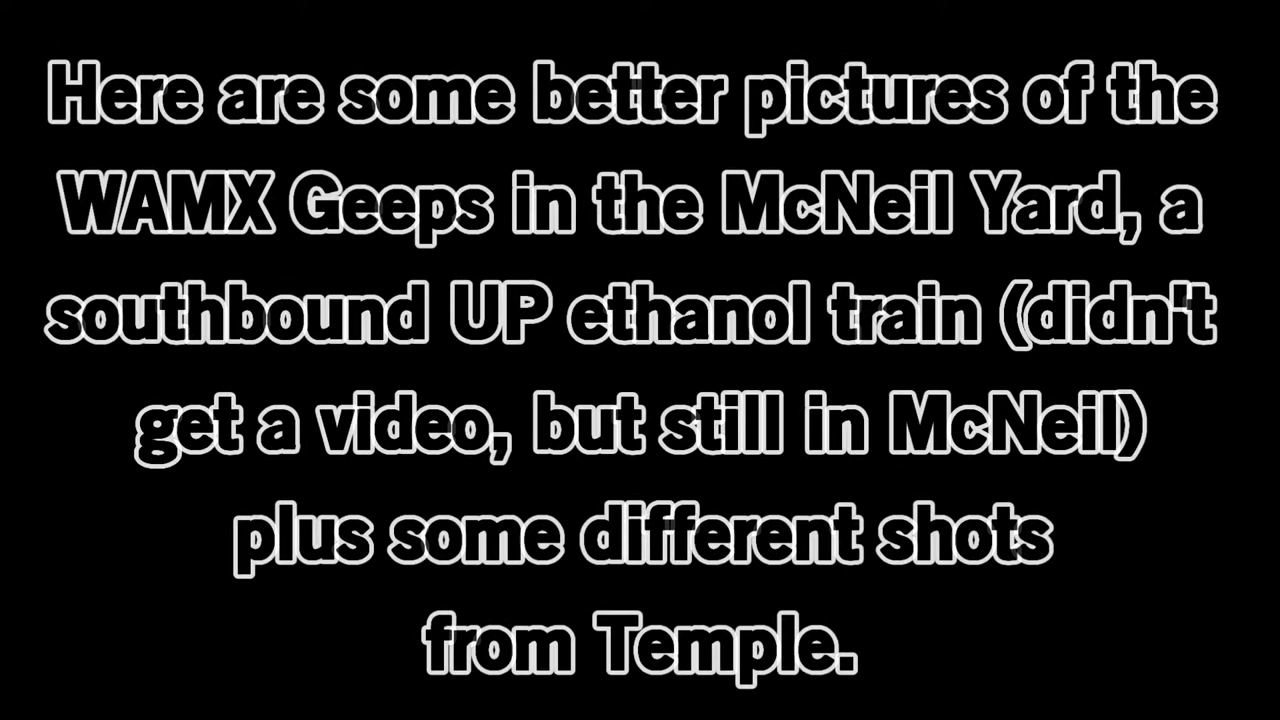 Here are some better pictures of the
WAMX Geeps in the McNeil Yard, a
southbound UP ethanol train (didn't
get a video, but still in McNeil)
plus some different shots
from Temple.